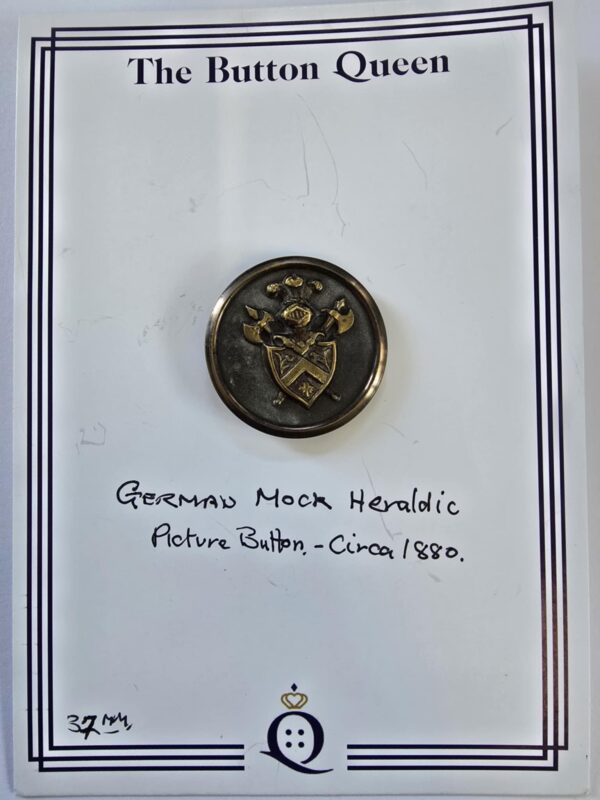 The Button Queen
German Mock Heraldic
Picture Button. - Circa 1880.
37mm
Q